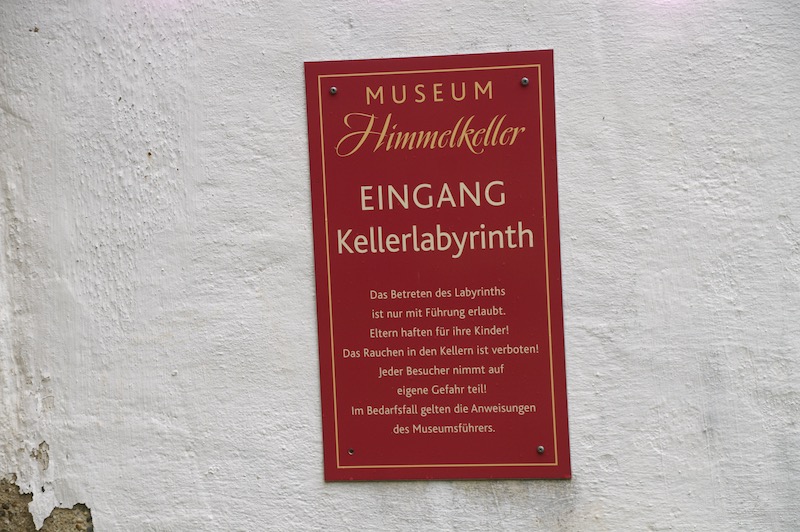 MUSEUM
Himmelkeller
EINGANG
Kellerlabyrinth
Das Betreten des Labyrinths
ist nur mit Führung erlaubt.
Eltern haften für ihre Kinder!
Das Rauchen in den Kellern ist verboten!
Jeder Besucher nimmt auf
eigene Gefahr teil!
Im Bedarfsfall gelten die Anweisungen
des Museumsführers.